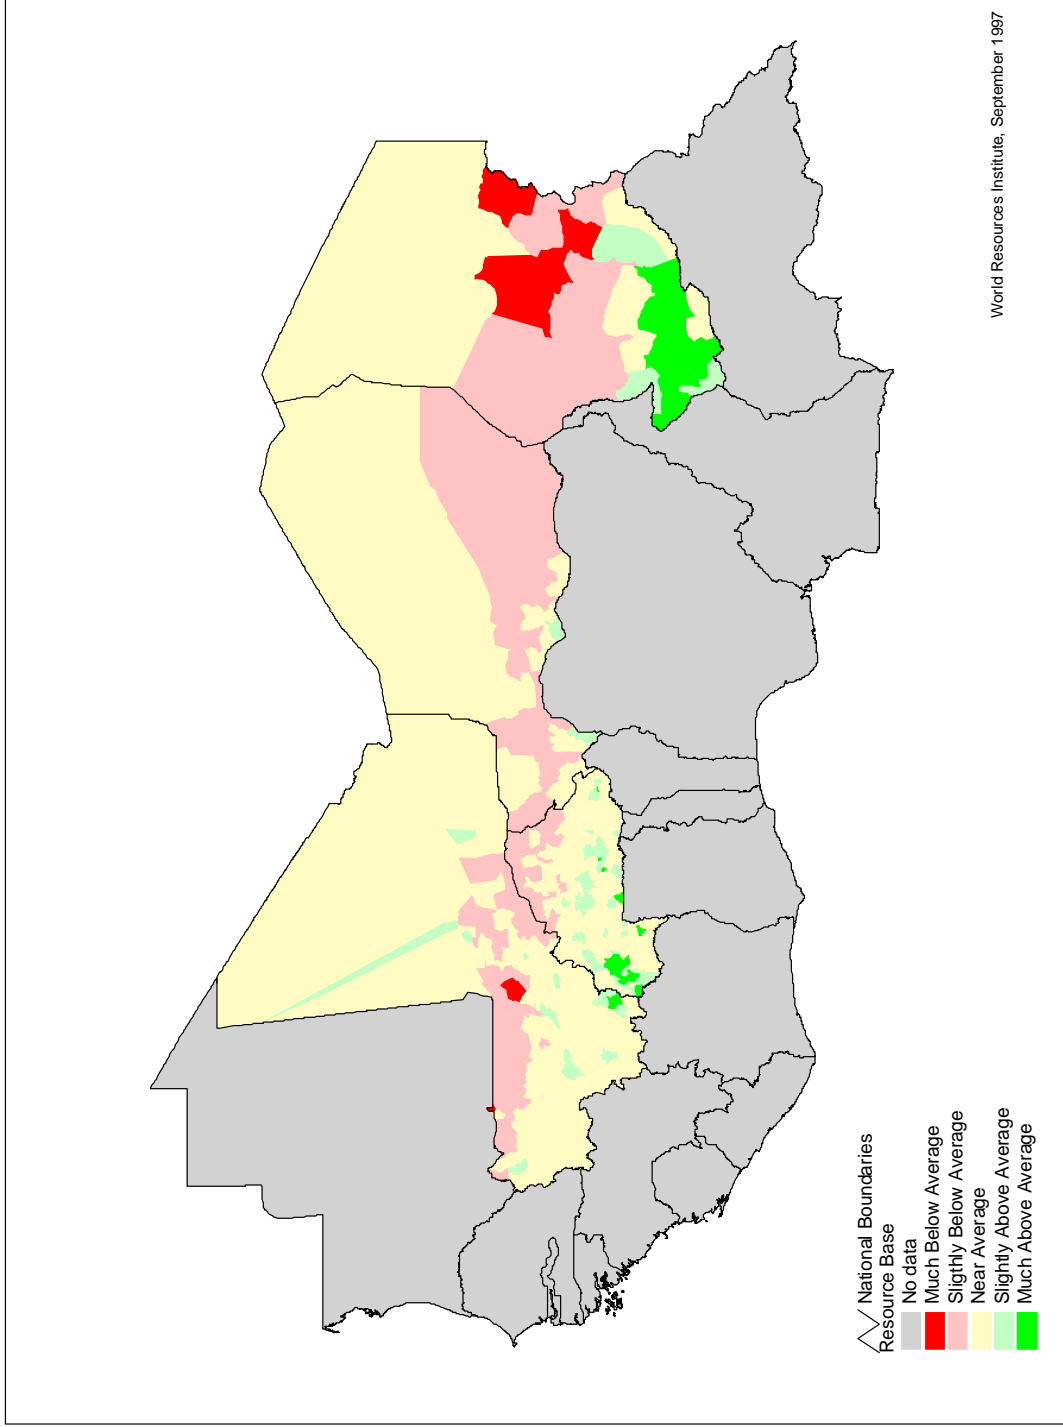 World Resources Institute, September 1997
National Boundaries
Resource Base
No data
Much Below Average
Sligthly Below Average
Near Average
Slightly Above Average
Much Above Average